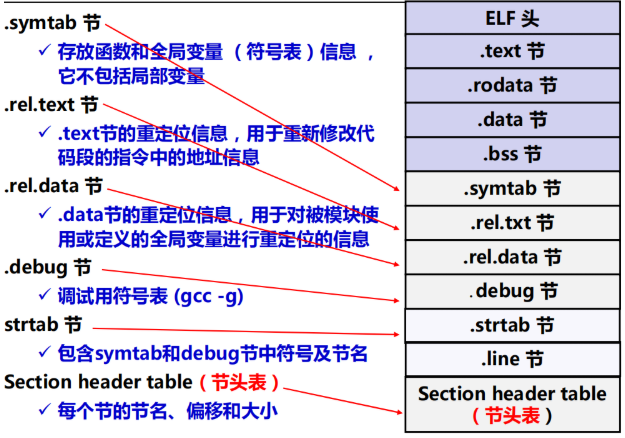 .symtab 节
✓ 存放函数和全局变量 （符号表）信息 ，
它不包括局部变量
.rel.text 节
✓ .text节的重定位信息，用于重新修改代
码段的指令中的地址信息
.rel.data 节
✓ .data节的重定位信息，用于对被模块使
用或定义的全局变量进行重定位的信息
.debug 节
✓ 调试用符号表 (gcc -g)
strtab 节
✓ 包含symtab和debug节中符号及节名
Section header table（节头表）
✓ 每个节的节名、偏移和大小
ELF 头
.text 节
.rodata 节
.data 节
.bss 节
.symtab 节
.rel.txt 节
.rel.data 节
.debug 节
.strtab 节
.line 节
Section header table
（节头表）